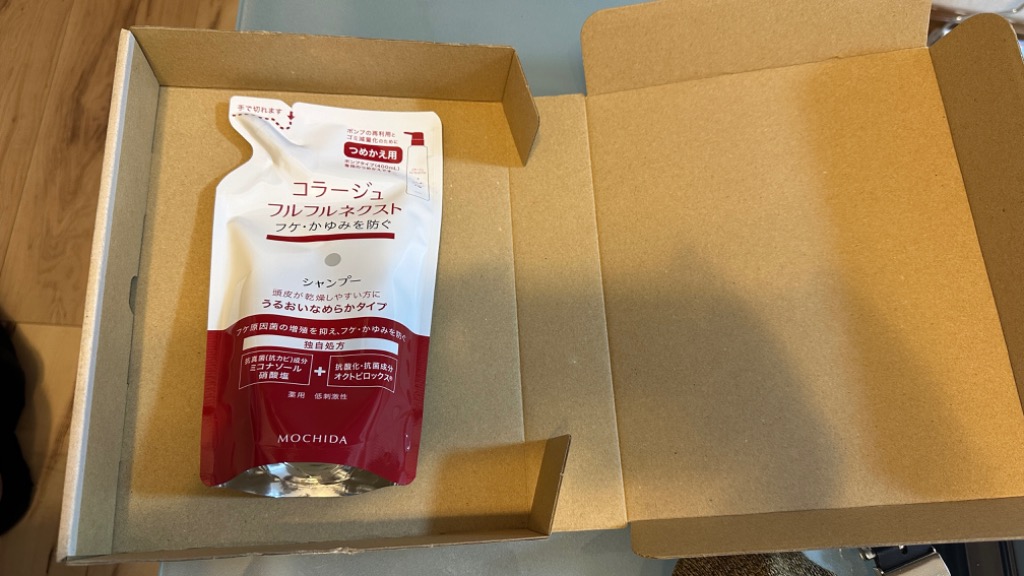 手で切れます
ポンプの再利用と
ゴミ減量化のために
つめかえ用
ポンプタイプ(400mL)
コラージュ
フルフルネクスト
フケ・かゆみを防ぐ
シャンプー
頭皮が乾燥しやすい方に
うるおいなめらかタイプ
フケ原因菌の増殖を抑え、フケ・かゆみを防ぐ
独自処方
抗真菌(抗カビ)成分
ミコナゾール
硝酸塩
+
抗酸化・抗菌成分
オクトピロックス®
薬用 低刺激性
MOCHIDA